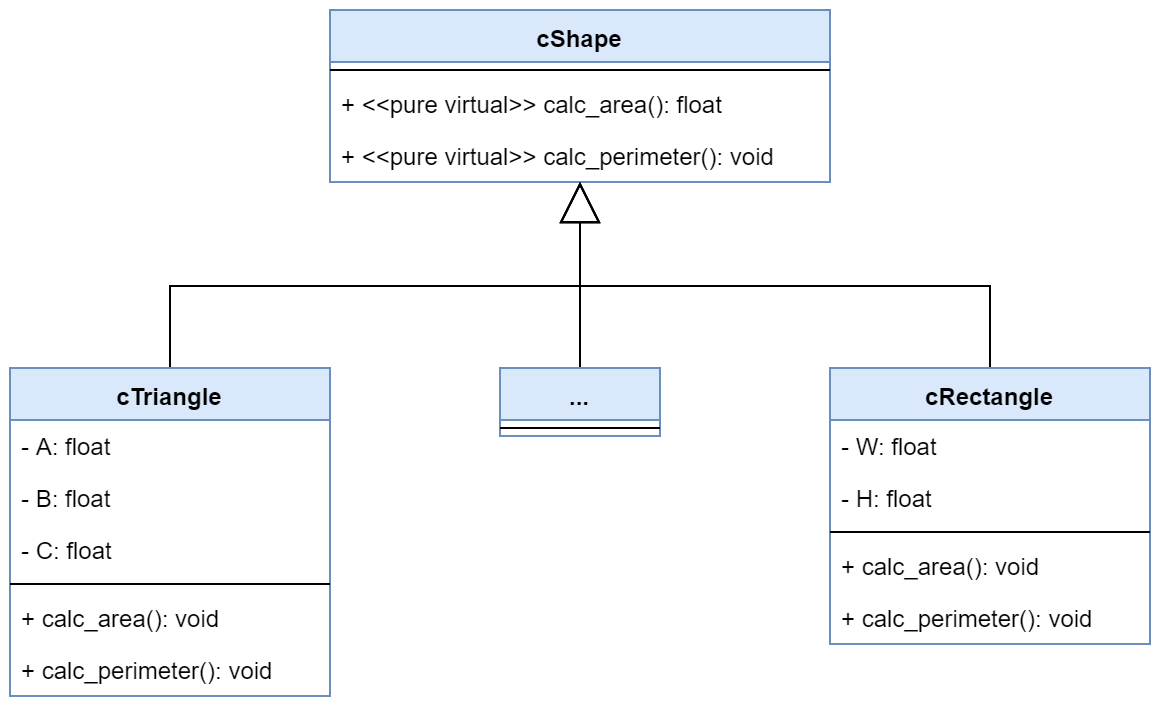 cShape
+ <<pure virtual>> calc_area(): float
+ <<pure virtual>> calc_perimeter(): void
cTriangle
- A: float
- B: float
- C: float
+ calc_area(): void
+ calc_perimeter(): void
...
cRectangle
- W: float
- H: float
+ calc_area(): void
+ calc_perimeter(): void